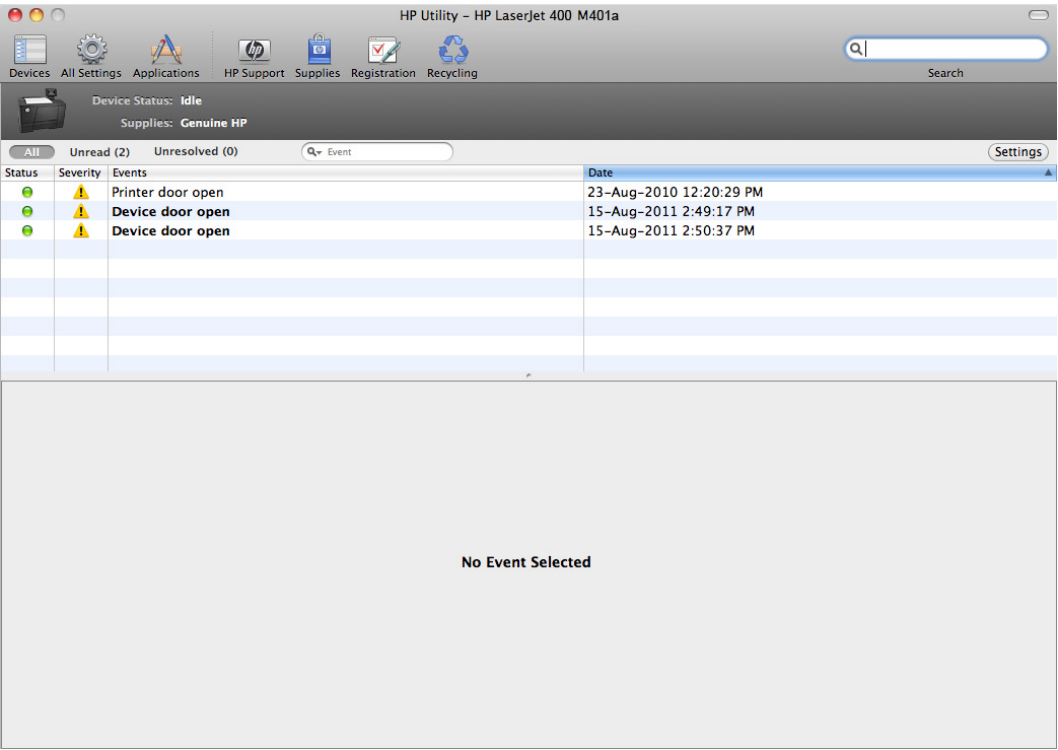 HP Utility – HP LaserJet 400 M401a
Devices All Settings Applications HP Support Supplies Registration Recycling Search
Device Status: Idle
Supplies: Genuine HP
All Unread (2) Unresolved (0) Event Settings
Status Severity Events Date
Printer door open 23-Aug-2010 12:20:29 PM
Device door open 15-Aug-2011 2:49:17 PM
Device door open 15-Aug-2011 2:50:37 PM
No Event Selected